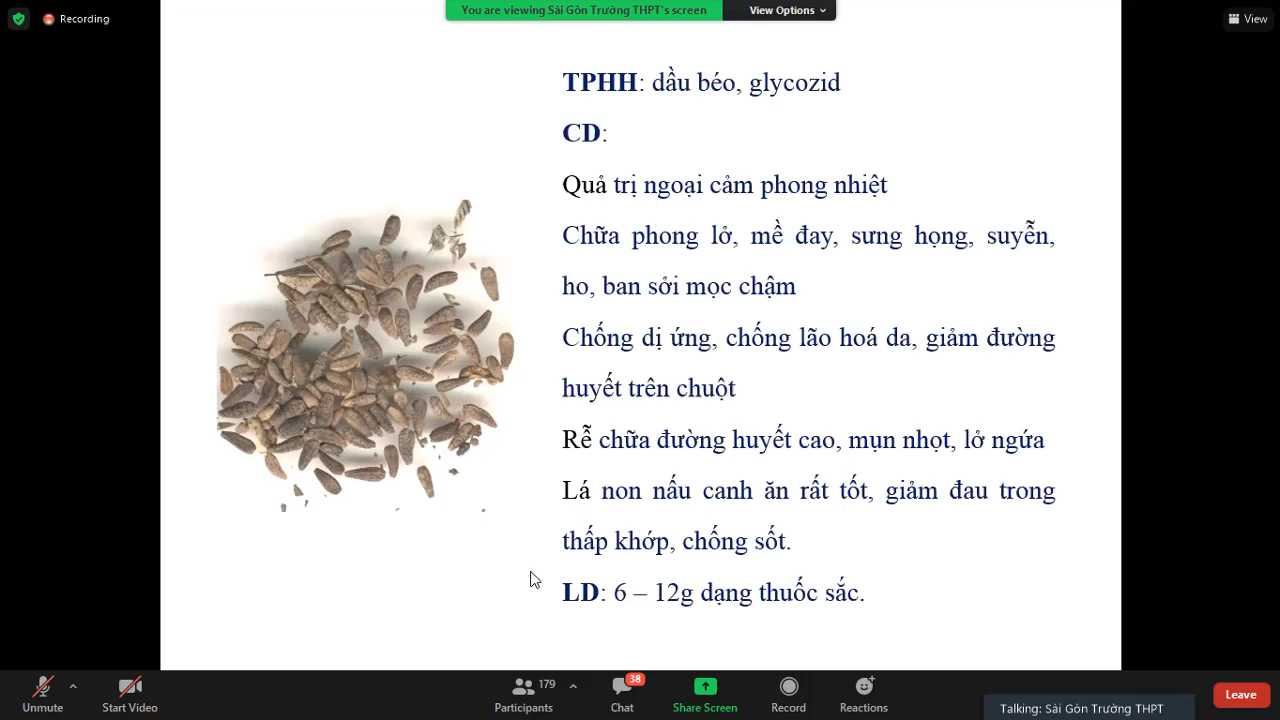 Recording
You are viewing Sài Gòn Trường THPT's screen
View Options
View
TPHH: dầu béo, glycozid
CD:
Quả trị ngoại cảm phong nhiệt
Chữa phong lở, mề đay, sưng họng, suyễn,
ho, ban sởi mọc chậm
Chống dị ứng, chống lão hoá da, giảm đường
huyết trên chuột
Rễ chữa đường huyết cao, mụn nhọt, lở ngứa
Lá non nấu canh ăn rất tốt, giảm đau trong
thấp khớp, chống sốt.
LD: 6 – 12g dạng thuốc sắc.
Unmute
Start Video
179
Participants
38
Chat
Share Screen
Record
Reactions
Talking: Sài Gòn Trường THPT
Leave